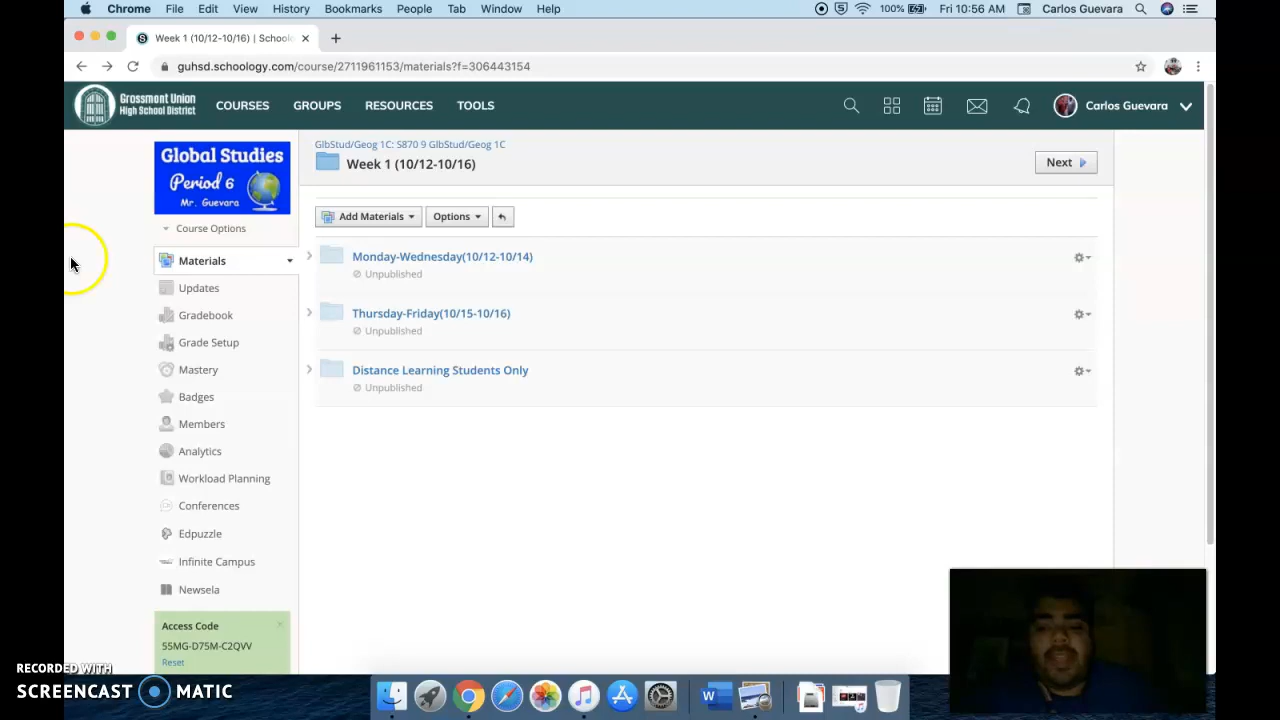 Chrome File Edit View History Bookmarks People Tab Window Help 100% Fri 10:56 AM Carlos Guevara
Week 1 (10/12-10/16) | Schoolo
guhsd.schoology.com/course/2711961153/materials?f=306443154
Grossmont Union
High School District
COURSES GROUPS RESOURCES TOOLS Carlos Guevara
Global Studies
Period 6
Mr. Guevara
Course Options
Materials
Updates
Gradebook
Grade Setup
Mastery
Badges
Members
Analytics
Workload Planning
Conferences
Edpuzzle
Infinite Campus
Newsela
Access Code
55MG-D75M-C2QVV
Reset
GlbStud/Geog 1C: S870 9 GlbStud/Geog 1C
Week 1 (10/12-10/16)
Next
Add Materials Options
Monday-Wednesday(10/12-10/14)
Unpublished
Thursday-Friday(10/15-10/16)
Unpublished
Distance Learning Students Only
Unpublished
RECORDED WITH
SCREENCAST MATIC